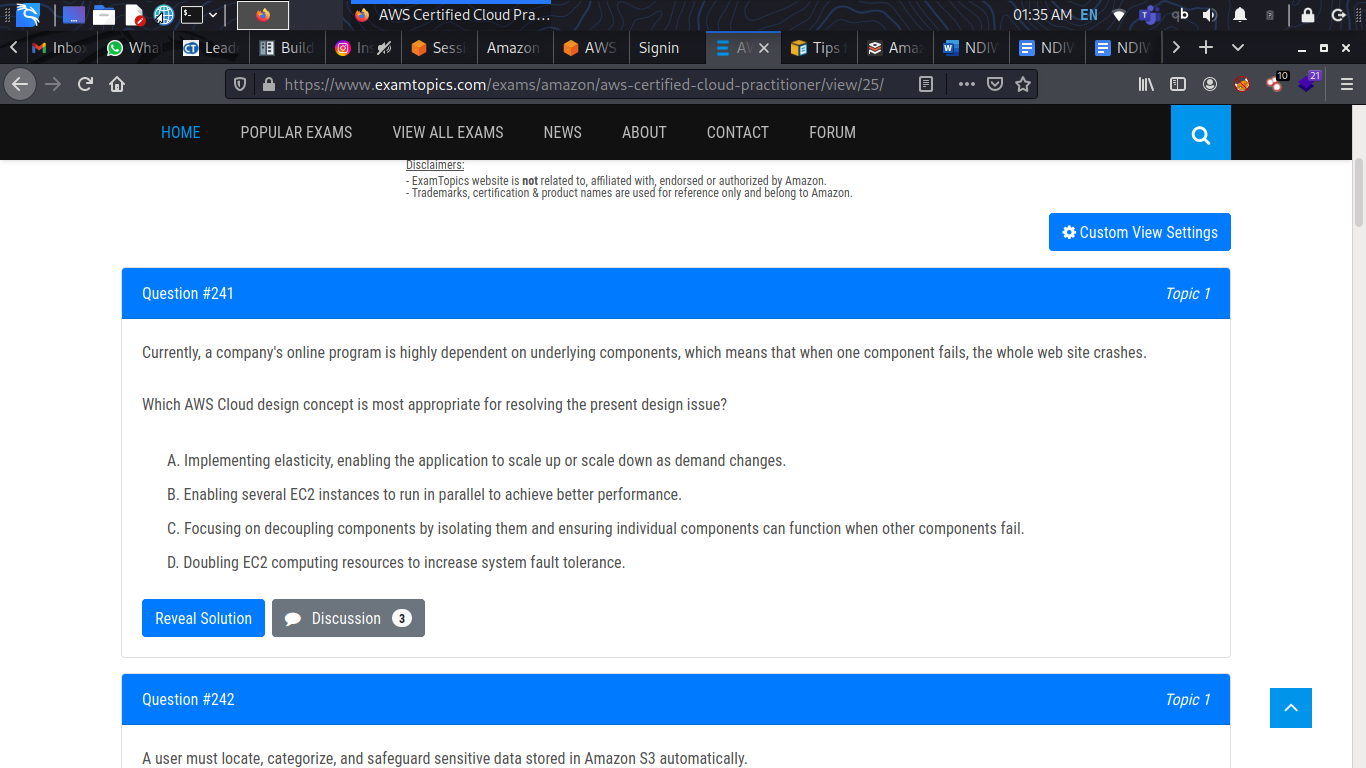 AWS Certified Cloud Pra...
01:35 AM EN
Inbo
Wha
Lead
Build
Ins
Sess
Amazon
AWS
Signin
AV
Tips
Ama
NDIV
NDIV
NDIV
https://www.examtopics.com/exams/amazon/aws-certified-cloud-practitioner/view/25/
10
21
HOME POPULAR EXAMS VIEW ALL EXAMS NEWS ABOUT CONTACT FORUM
Disclaimers:
- ExamTopics website is not related to, affiliated with, endorsed or authorized by Amazon.
- Trademarks, certification & product names are used for reference only and belong to Amazon.
Custom View Settings
Question #241
Topic 1
Currently, a company's online program is highly dependent on underlying components, which means that when one component fails, the whole web site crashes.
Which AWS Cloud design concept is most appropriate for resolving the present design issue?
A. Implementing elasticity, enabling the application to scale up or scale down as demand changes.
B. Enabling several EC2 instances to run in parallel to achieve better performance.
C. Focusing on decoupling components by isolating them and ensuring individual components can function when other components fail.
D. Doubling EC2 computing resources to increase system fault tolerance.
Reveal Solution
Discussion 3
Question #242
Topic 1
A user must locate, categorize, and safeguard sensitive data stored in Amazon S3 automatically.